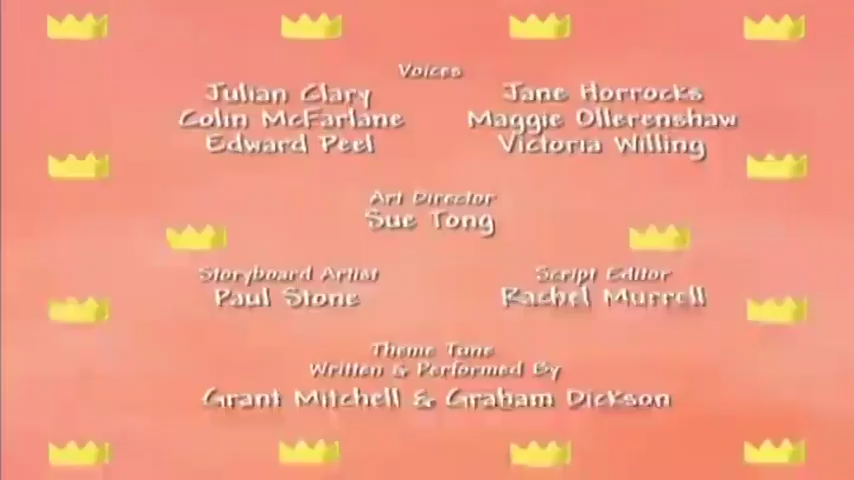 Voices
Julian Clary
Jane Horrocks
Colin McFarlane
Maggie Ollerenshaw
Edward Peel
Victoria Willing
Art Director
Sue Tong
Storyboard Artist
Script Editor
Paul Stone
Rachel Murrell
Theme Tune
Written & Performed By
Grant Mitchell & Graham Dickson